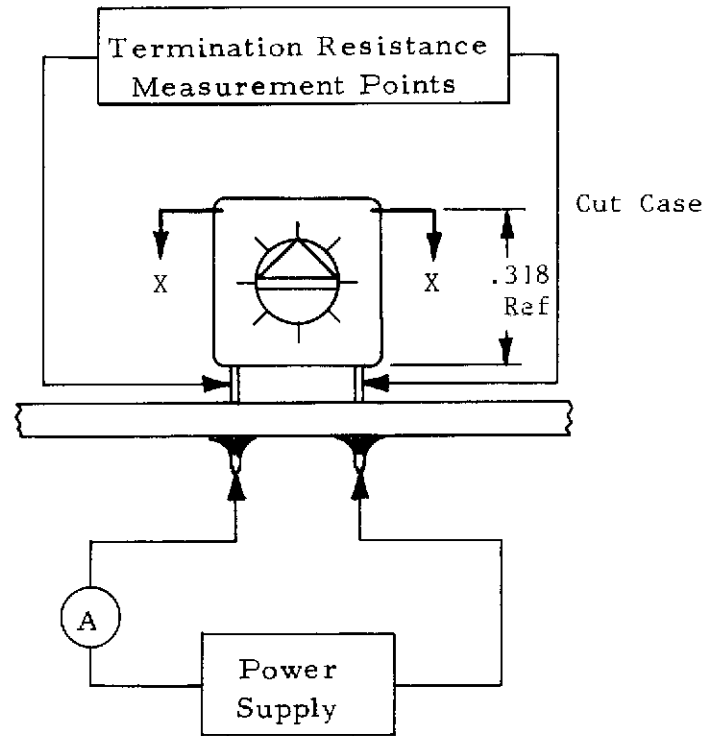 Termination Resistance
Measurement Points
Cut Case
X
X
.318
Ref
A
Power
Supply